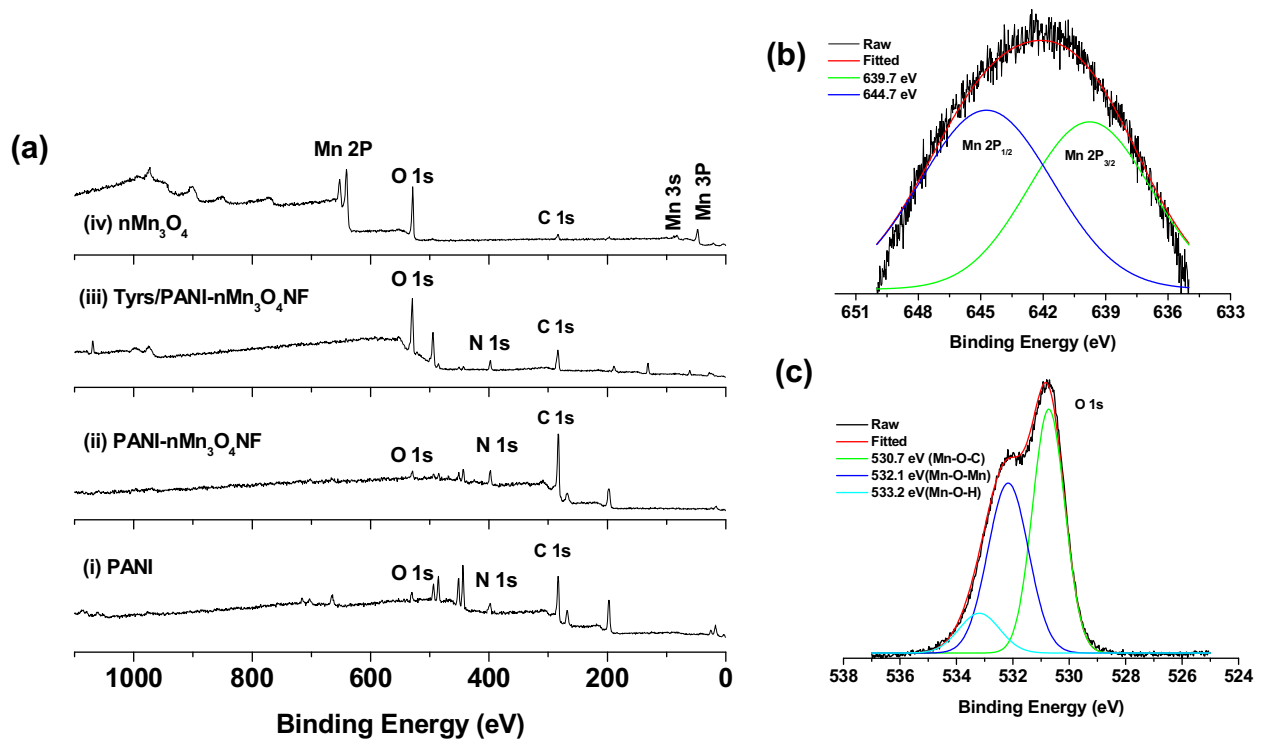 (a)
Mn 2P
O 1s
C 1s
Mn 3s
Mn 3P
(iv) nMn₃O₄
O 1s
(iii) Tyrs/PANI-nMn₃O₄NF
N 1s
C 1s
C 1s
(ii) PANI-nMn₃O₄NF
O 1s
N 1s
C 1s
(i) PANI
O 1s
N 1s
1000 800 600 400 200 0
Binding Energy (eV)
(b)
Raw
Fitted
639.7 eV
644.7 eV
Mn 2P₁/₂
Mn 2P₃/₂
651 648 645 642 639 636 633
Binding Energy (eV)
(c)
O 1s
Raw
Fitted
530.7 eV (Mn-O-C)
532.1 eV(Mn-O-Mn)
533.2 eV(Mn-O-H)
538 536 534 532 530 528 526 524
Binding Energy (eV)